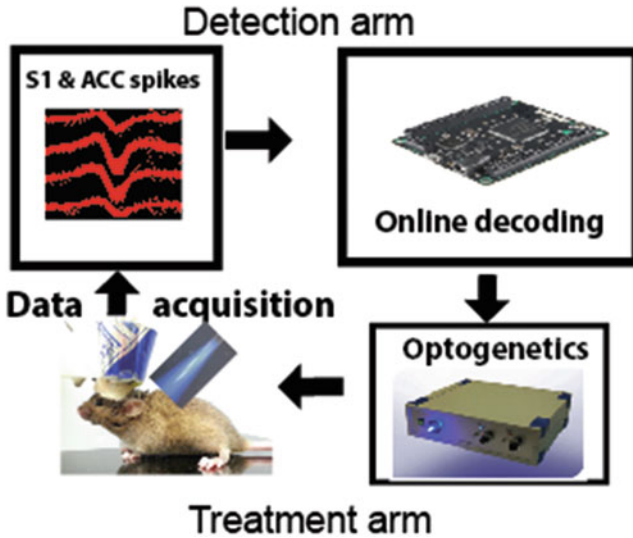 Detection arm
S1 & ACC spikes
Online decoding
Data acquisition
Optogenetics
Treatment arm